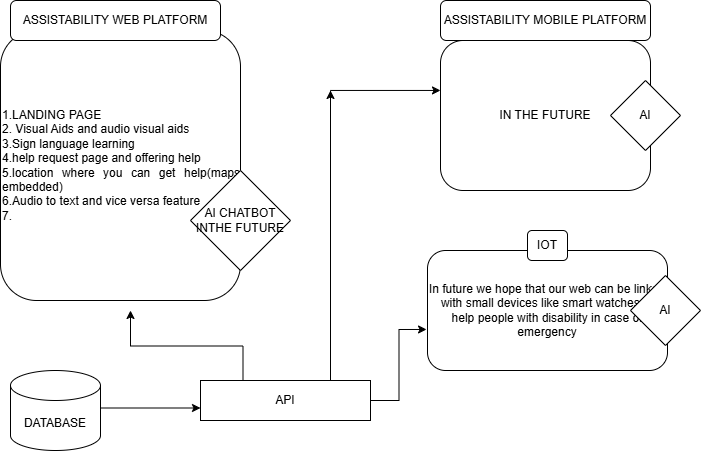 ASSISTABILITY WEB PLATFORM
ASSISTABILITY MOBILE PLATFORM
1.LANDING PAGE
2. Visual Aids and audio visual aids
3.Sign language learning
4.help request page and offering help
5.location where you can get help(maps
embedded)
6.Audio to text and vice versa feature
7.
AI CHATBOT
INTHE FUTURE
IN THE FUTURE
AI
IOT
In future we hope that our web can be
with small devices like smart watches
help people with disability in case
emergency
AI
DATABASE
API